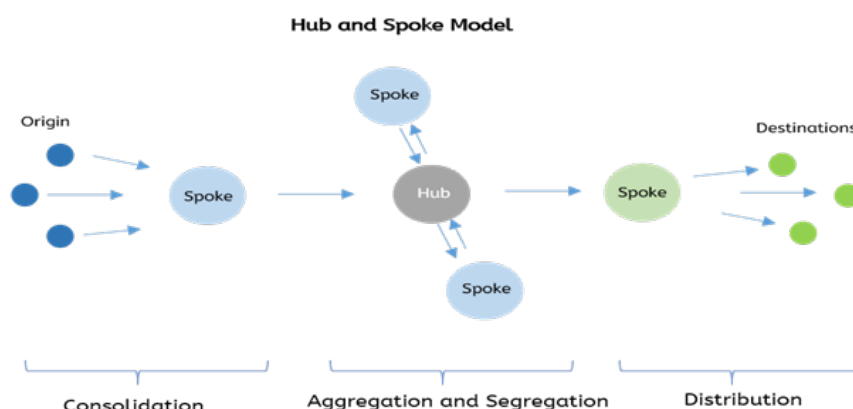 Hub and Spoke Model
Spoke
Origin
Destinations
Spoke
Hub
Spoke
Spoke
Consolidation
Aggregation and Segregation
Distribution